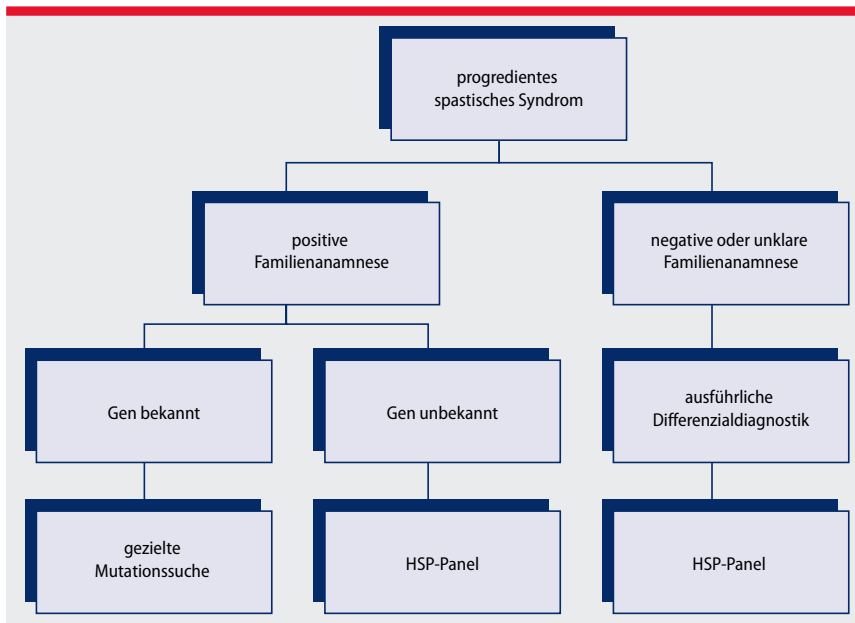 progredientes
spastisches Syndrom
positive
Familienanamnese
negative oder unklare
Familienanamnese
Gen bekannt
Gen unbekannt
ausführliche
Differenzialdiagnostik
gezielte
Mutationssuche
HSP-Panel
HSP-Panel